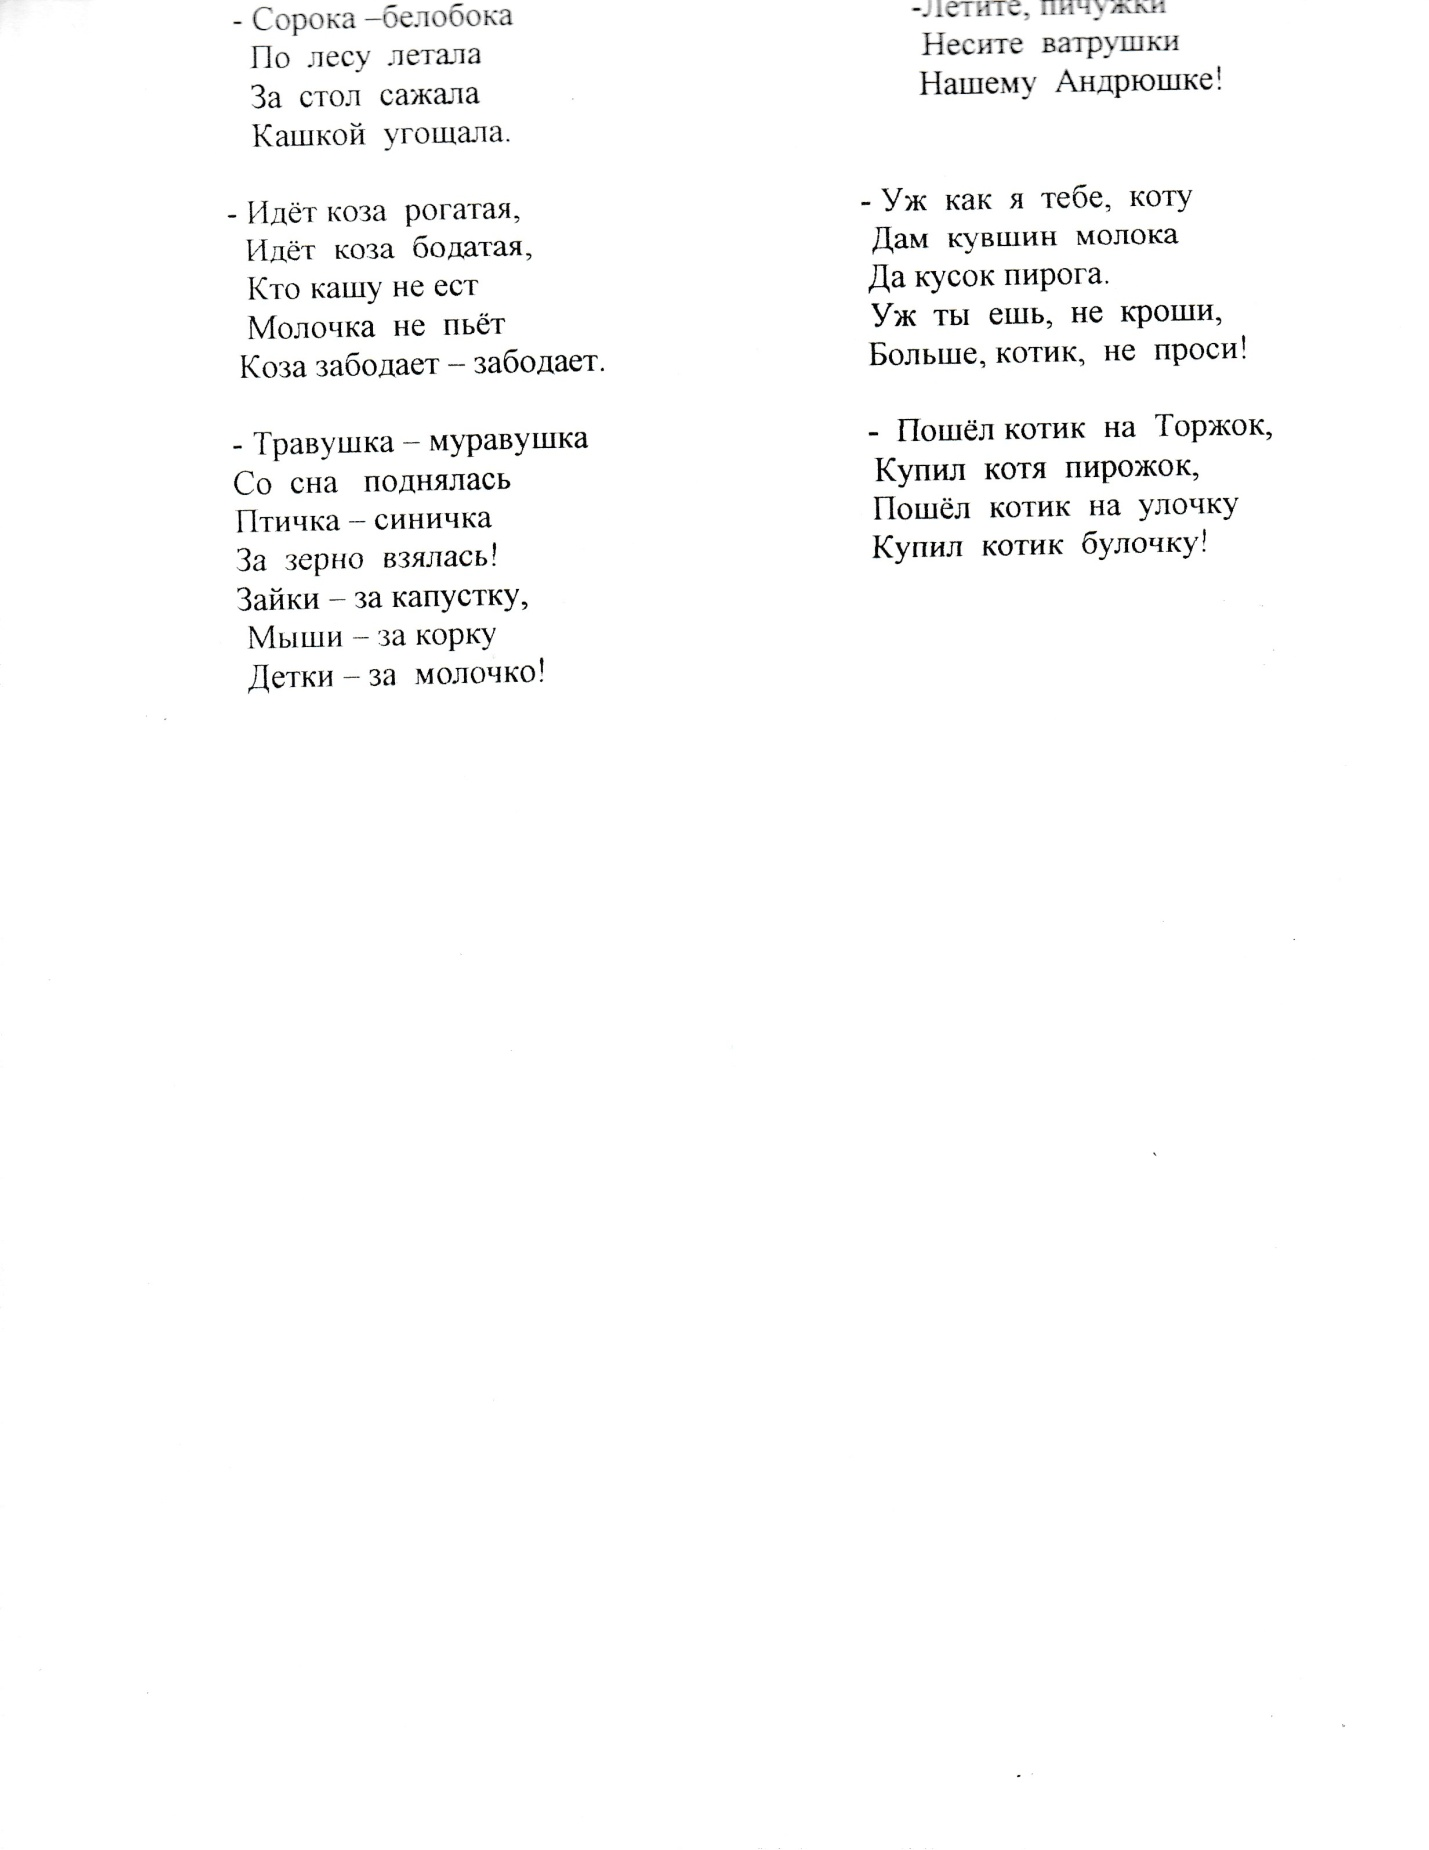 - Сорока –белобока
По лесу летала
За стол сажала
Кашкой угощала.
- Идёт коза рогатая,
Идёт коза бодатая,
Кто кашу не ест
Молочка не пьёт
Коза забодает – забодает.
- Травушка – муравушка
Со сна поднялась
Птичка – синичка
За зерно взялась!
Зайки – за капустку,
Мыши – за корку
Детки – за молочко!
-Летите, пичужки
Несите ватрушки
Нашему Андрюшке!
- Уж как я тебе, коту
Дам кувшин молока
Да кусок пирога.
Уж ты ешь, не кроши,
Больше, котик, не проси!
- Пошёл котик на Торжок,
Купил котя пирожок,
Пошёл котик на улочку
Купил котик булочку!